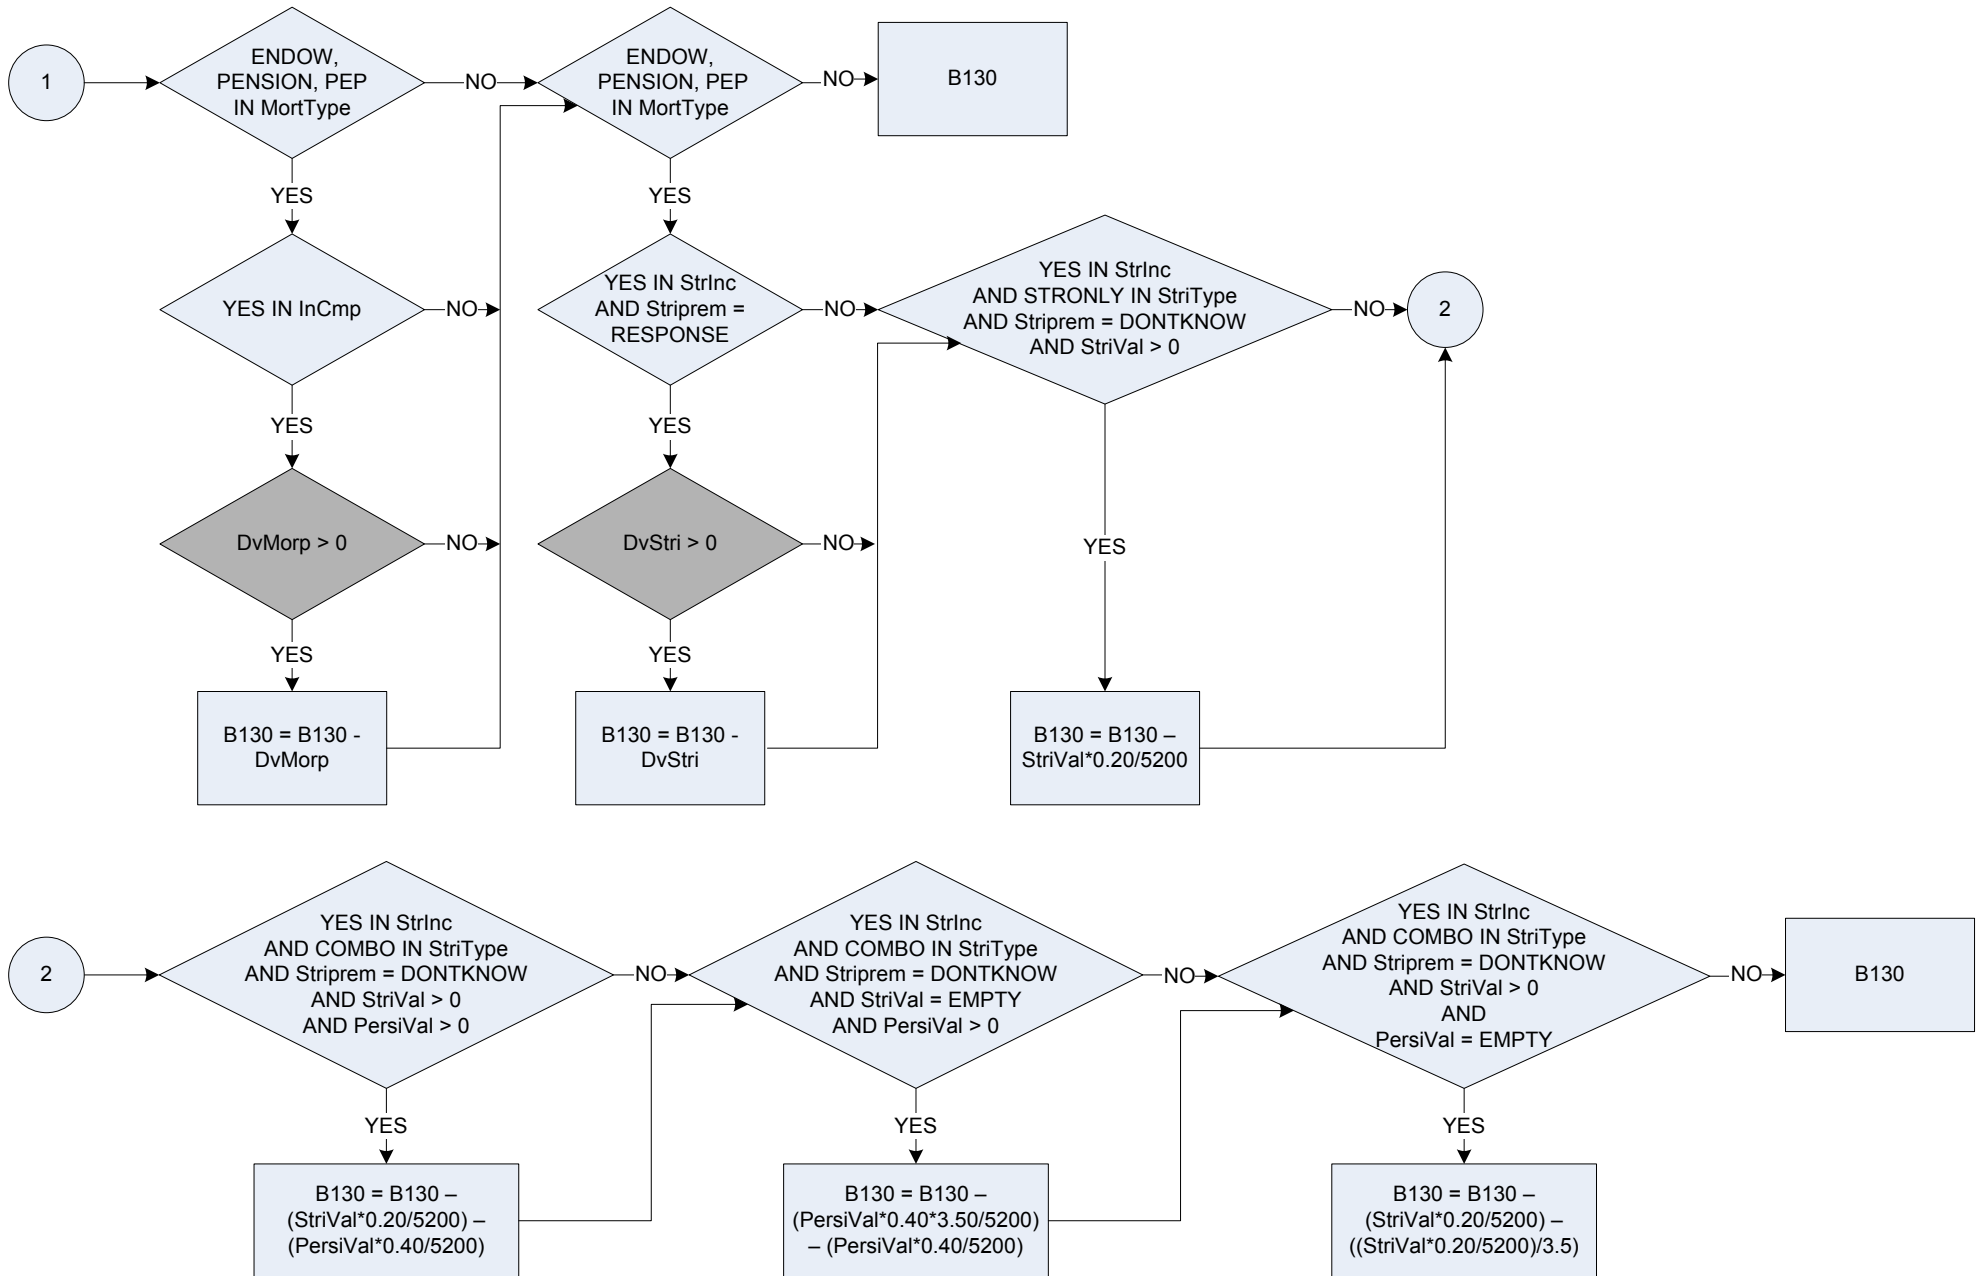 1
ENDOW,
PENSION, PEP
IN MortType
NO
ENDOW,
PENSION, PEP
IN MortType
NO
B130
YES
YES
YES IN InCmp
NO
YES IN StrInc
AND Striprem =
RESPONSE
NO
YES IN StrInc
AND STRONLY IN StriType
AND Striprem = DONTKNOW
AND StriVal > 0
NO
2
YES
YES
DvMorp > 0
NO
DvStri > 0
NO
YES
YES
YES
B130 = B130 -
DvMorp
B130 = B130 -
DvStri
B130 = B130 –
StriVal*0.20/5200
2
YES IN StrInc
AND COMBO IN StriType
AND Striprem = DONTKNOW
AND StriVal > 0
AND PersiVal > 0
NO
YES IN StrInc
AND COMBO IN StriType
AND Striprem = DONTKNOW
AND StriVal = EMPTY
AND PersiVal > 0
NO
YES IN StrInc
AND COMBO IN StriType
AND Striprem = DONTKNOW
AND StriVal > 0
AND
PersiVal = EMPTY
NO
B130
YES
YES
YES
B130 = B130 –
(StriVal*0.20/5200) –
(PersiVal*0.40/5200)
B130 = B130 –
(PersiVal*0.40*3.50/5200)
– (PersiVal*0.40/5200)
B130 = B130 –
(StriVal*0.20/5200) –
((StriVal*0.20/5200)/3.5)